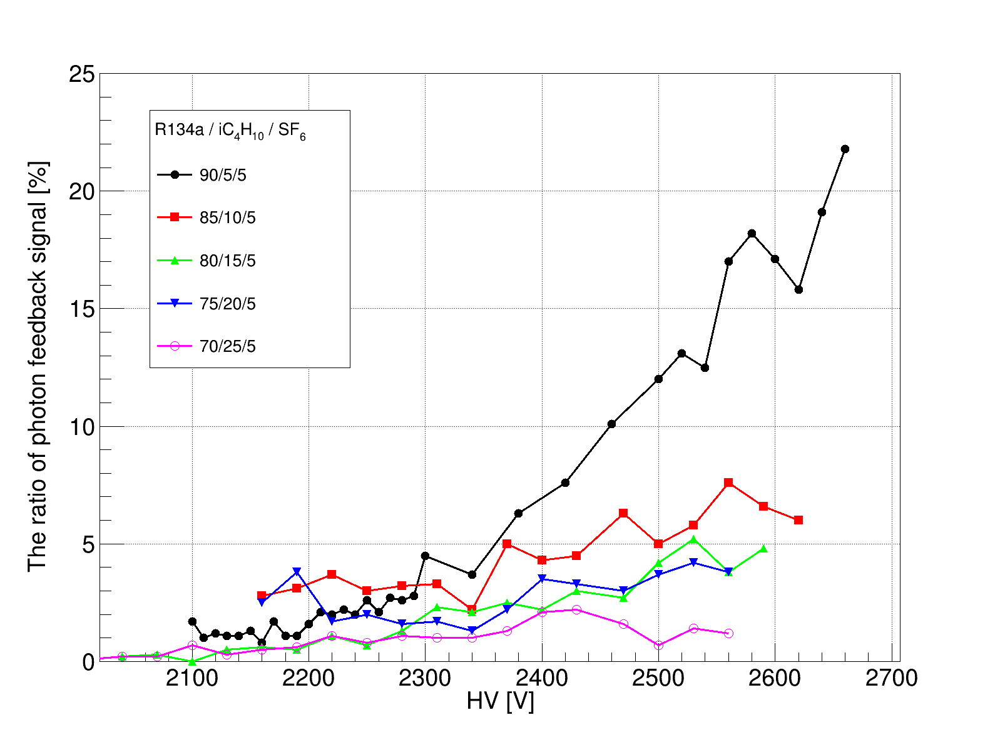 25
20
15
10
5
0
The ratio of photon feedback signal [%]
R134a / iC₄H₁₀ / SF₆
90/5/5
85/10/5
80/15/5
75/20/5
70/25/5
2100 2200 2300 2400 2500 2600 2700
HV [V]